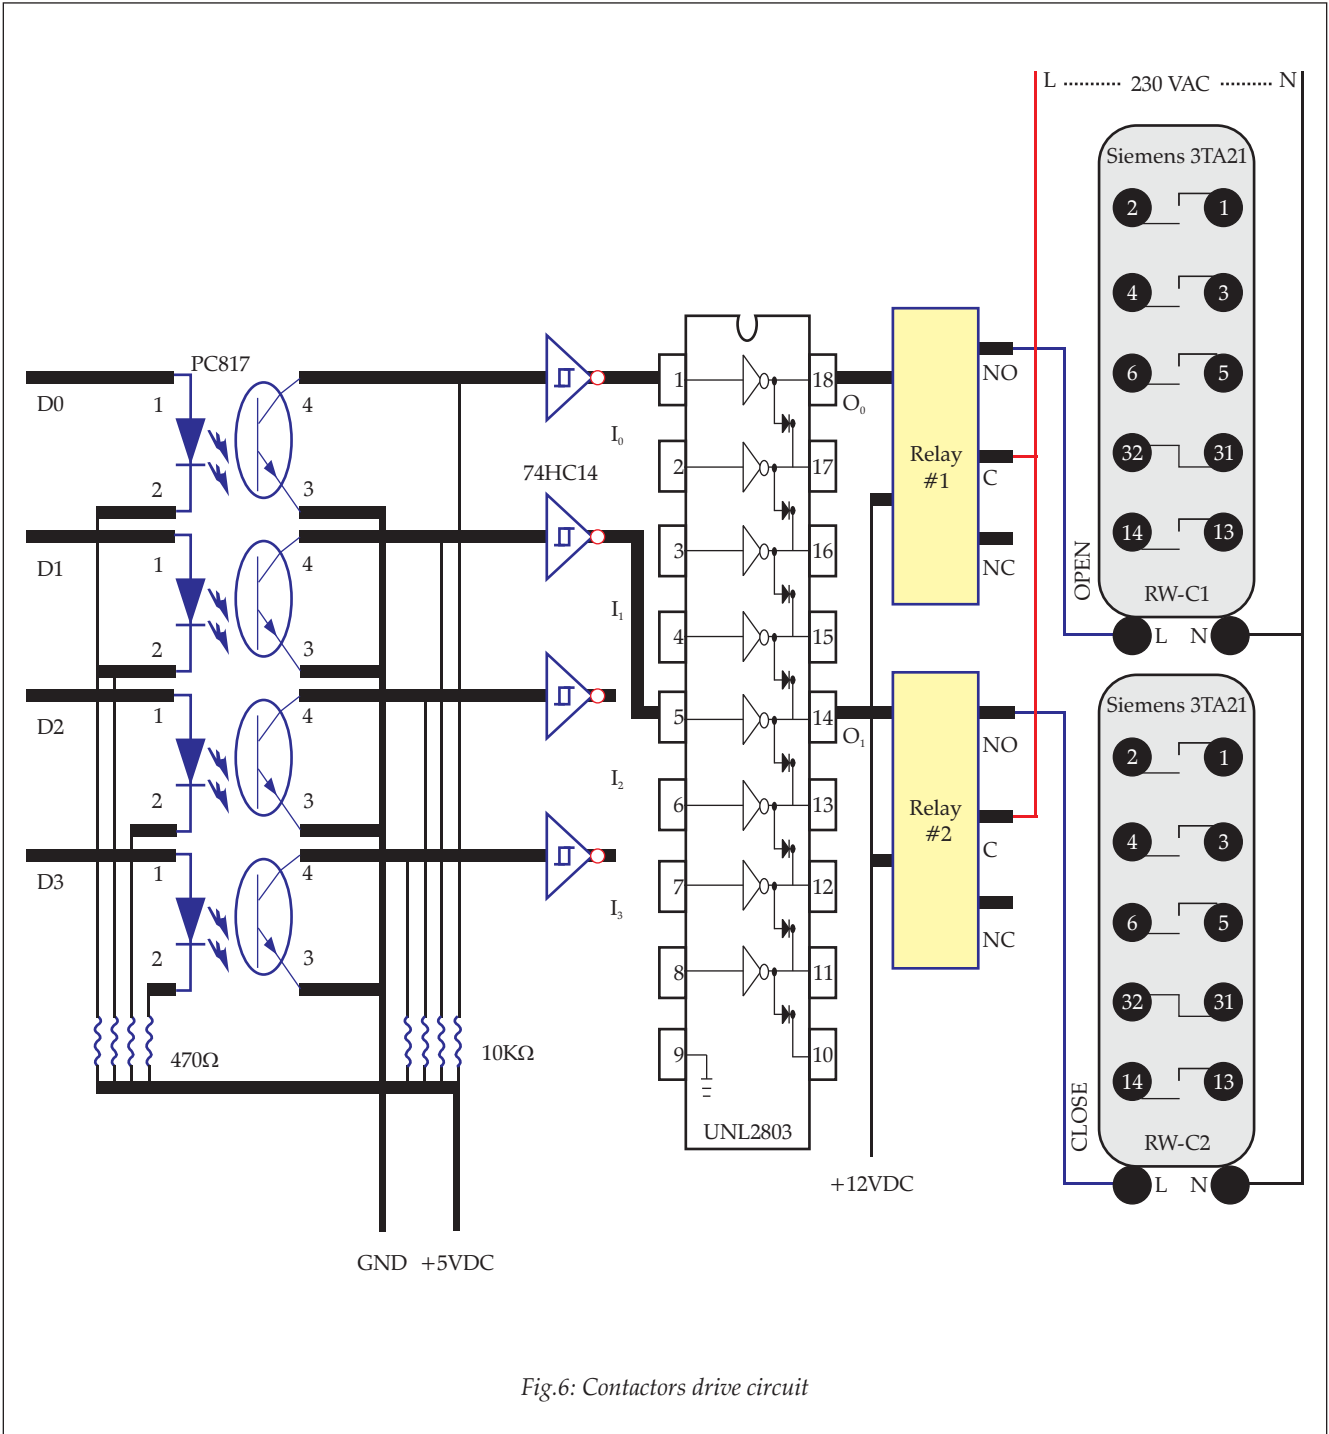 L ........... 230 VAC ........... N
Siemens 3TA21
2 1
4 3
6 5
32 31
14 13
RW-C1
OPEN
L N
PC817
D0
1
4
2
3
D1
1
4
2
3
D2
1
4
2
3
D3
1
4
2
3
470Ω
10KΩ
GND +5VDC
74HC14
I₀
I₁
I₂
I₃
1 18
2 17
3 16
4 15
5 14
6 13
7 12
8 11
9 10
UNL2803
O₀
O₁
Relay
#1
NO
C
NC
Relay
#2
NO
C
NC
+12VDC
Siemens 3TA21
2 1
4 3
6 5
32 31
14 13
RW-C2
CLOSE
L N
Fig.6: Contactors drive circuit